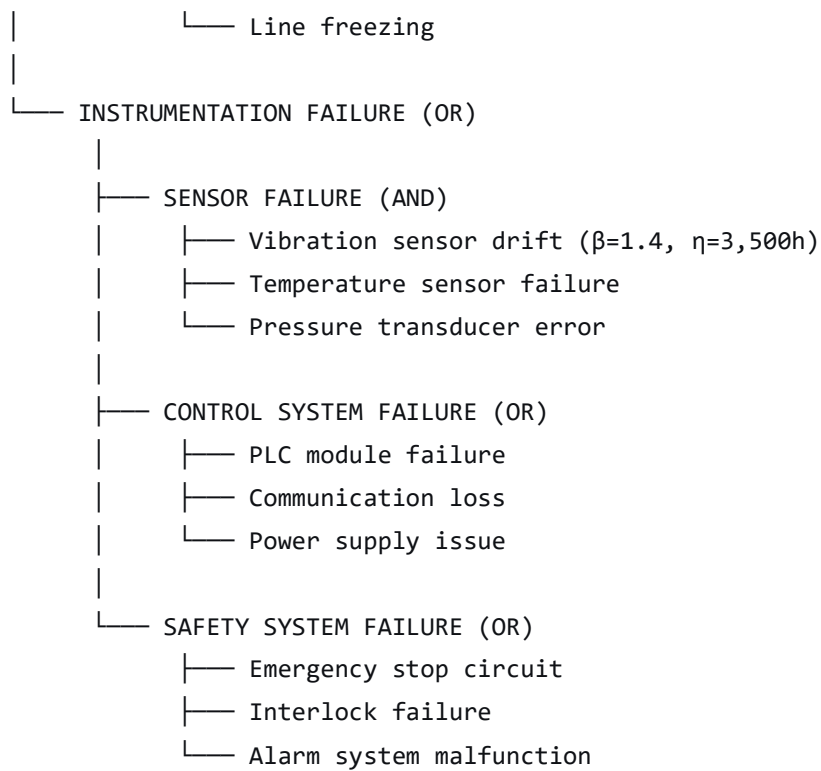 │         └── Line freezing
│
└── INSTRUMENTATION FAILURE (OR)
     │
     ├── SENSOR FAILURE (AND)
     │    ├── Vibration sensor drift (β=1.4, η=3,500h)
     │    ├── Temperature sensor failure
     │    └── Pressure transducer error
     │
     ├── CONTROL SYSTEM FAILURE (OR)
     │    ├── PLC module failure
     │    ├── Communication loss
     │    └── Power supply issue
     │
     └── SAFETY SYSTEM FAILURE (OR)
          ├── Emergency stop circuit
          ├── Interlock failure
          └── Alarm system malfunction